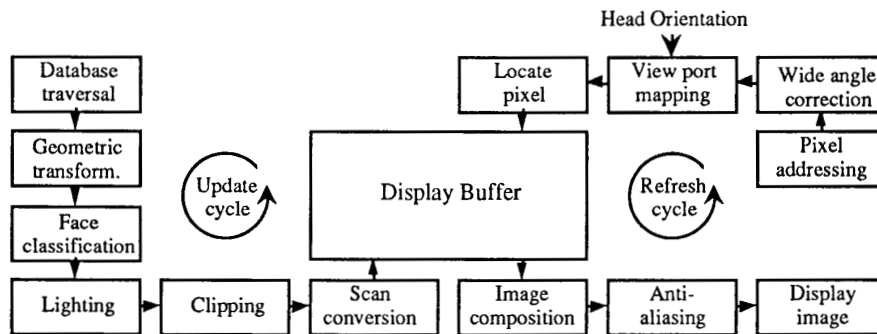 Head Orientation
Database
traversal
Locate
pixel
View port
mapping
Wide angle
correction
Geometric
transform.
Pixel
addressing
Update
cycle
Display Buffer
Refresh
cycle
Face
classification
Lighting
Clipping
Scan
conversion
Image
composition
Anti-
aliasing
Display
image